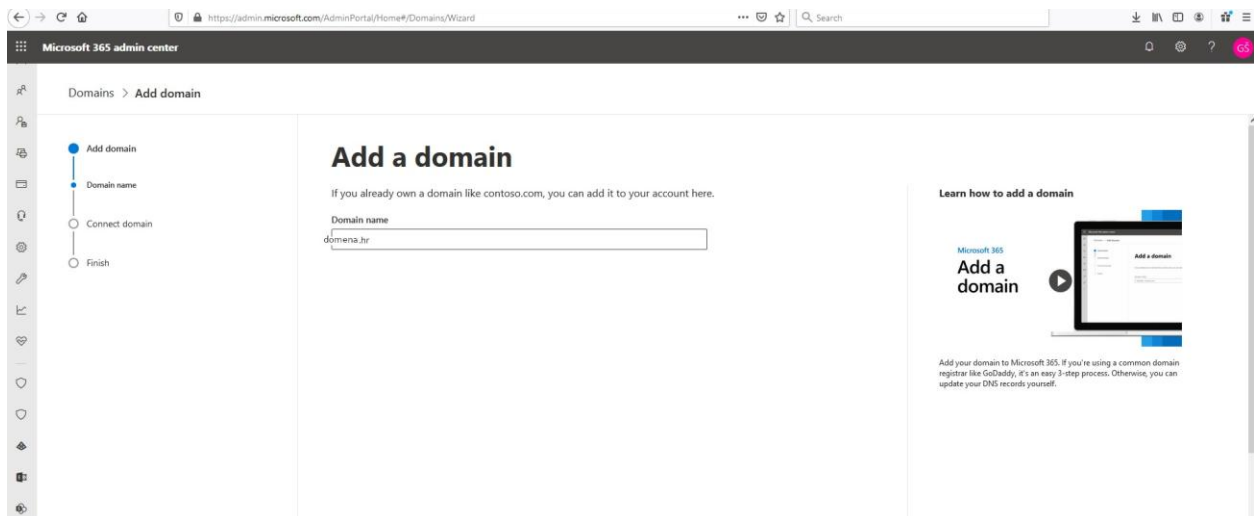 https://admin.microsoft.com/AdminPortal/Home#/Domains/Wizard
Search
Microsoft 365 admin center
GŠ
Domains > Add domain
Add domain
Domain name
Connect domain
Finish
Add a domain
If you already own a domain like contoso.com, you can add it to your account here.
Domain name
domena.hr
Learn how to add a domain
Microsoft 365
Add a
domain
Add a domain
Add your domain to Microsoft 365. If you're using a common domain
registrar like GoDaddy, it's an easy 3-step process. Otherwise, you can
update your DNS records yourself.